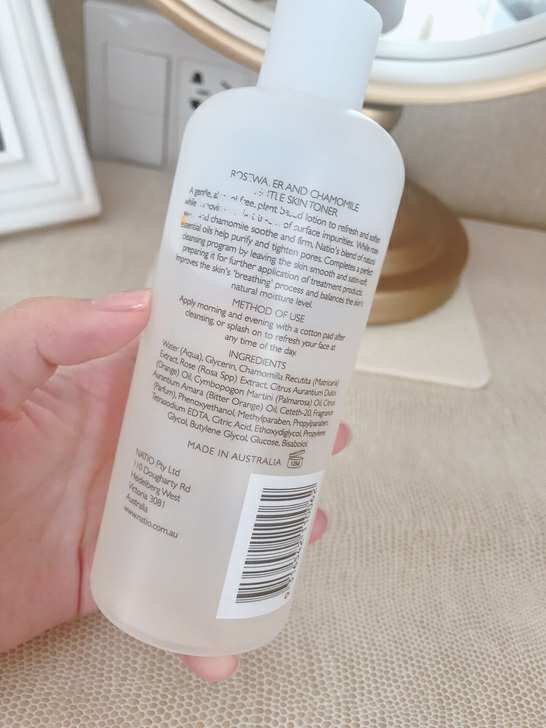 ROSEWA ER AND CHAMOMILE
TLE SKIN TONER
A gentle, al ol free, plant based lotion to refresh and soften
while of surface impurities. While rose
and chamomile soothe and firm, Natio's blend of natural
essential oils help purify and tighten pores. Completes a perfect
cleansing program by leaving the skin smooth and satin-soft,
preparing it for further application of treatment products.
Improves the skin's 'breathing' process and balances the skin's
natural moisture level.
METHOD OF USE
Apply morning and evening with a cotton pad after
cleansing, or splash on to refresh your face at
any time of the day.
INGREDIENTS
Water (Aqua), Glycerin, Chamomilla Recutita (Matricaria)
Extract, Rose (Rosa Spp) Extract, Citrus Aurantium Dulcis
(Orange) Oil, Cymbopogon Martini (Palmarosa) Oil, Citrus
Aurantium Amara (Bitter Orange) Oil, Ceteth-20, Fragrance
(Parfum), Phenoxyethanol, Methylparaben, Propylparaben,
Tetrasodium EDTA, Citric Acid, Ethoxydiglycol, Propylene
Glycol, Butylene Glycol, Glucose, Bisabolol.
MADE IN AUSTRALIA
12M
NATIO Pty Ltd
110 Dougharty Rd
Heidelberg West
Victoria 3081
Australia
www.natio.com.au